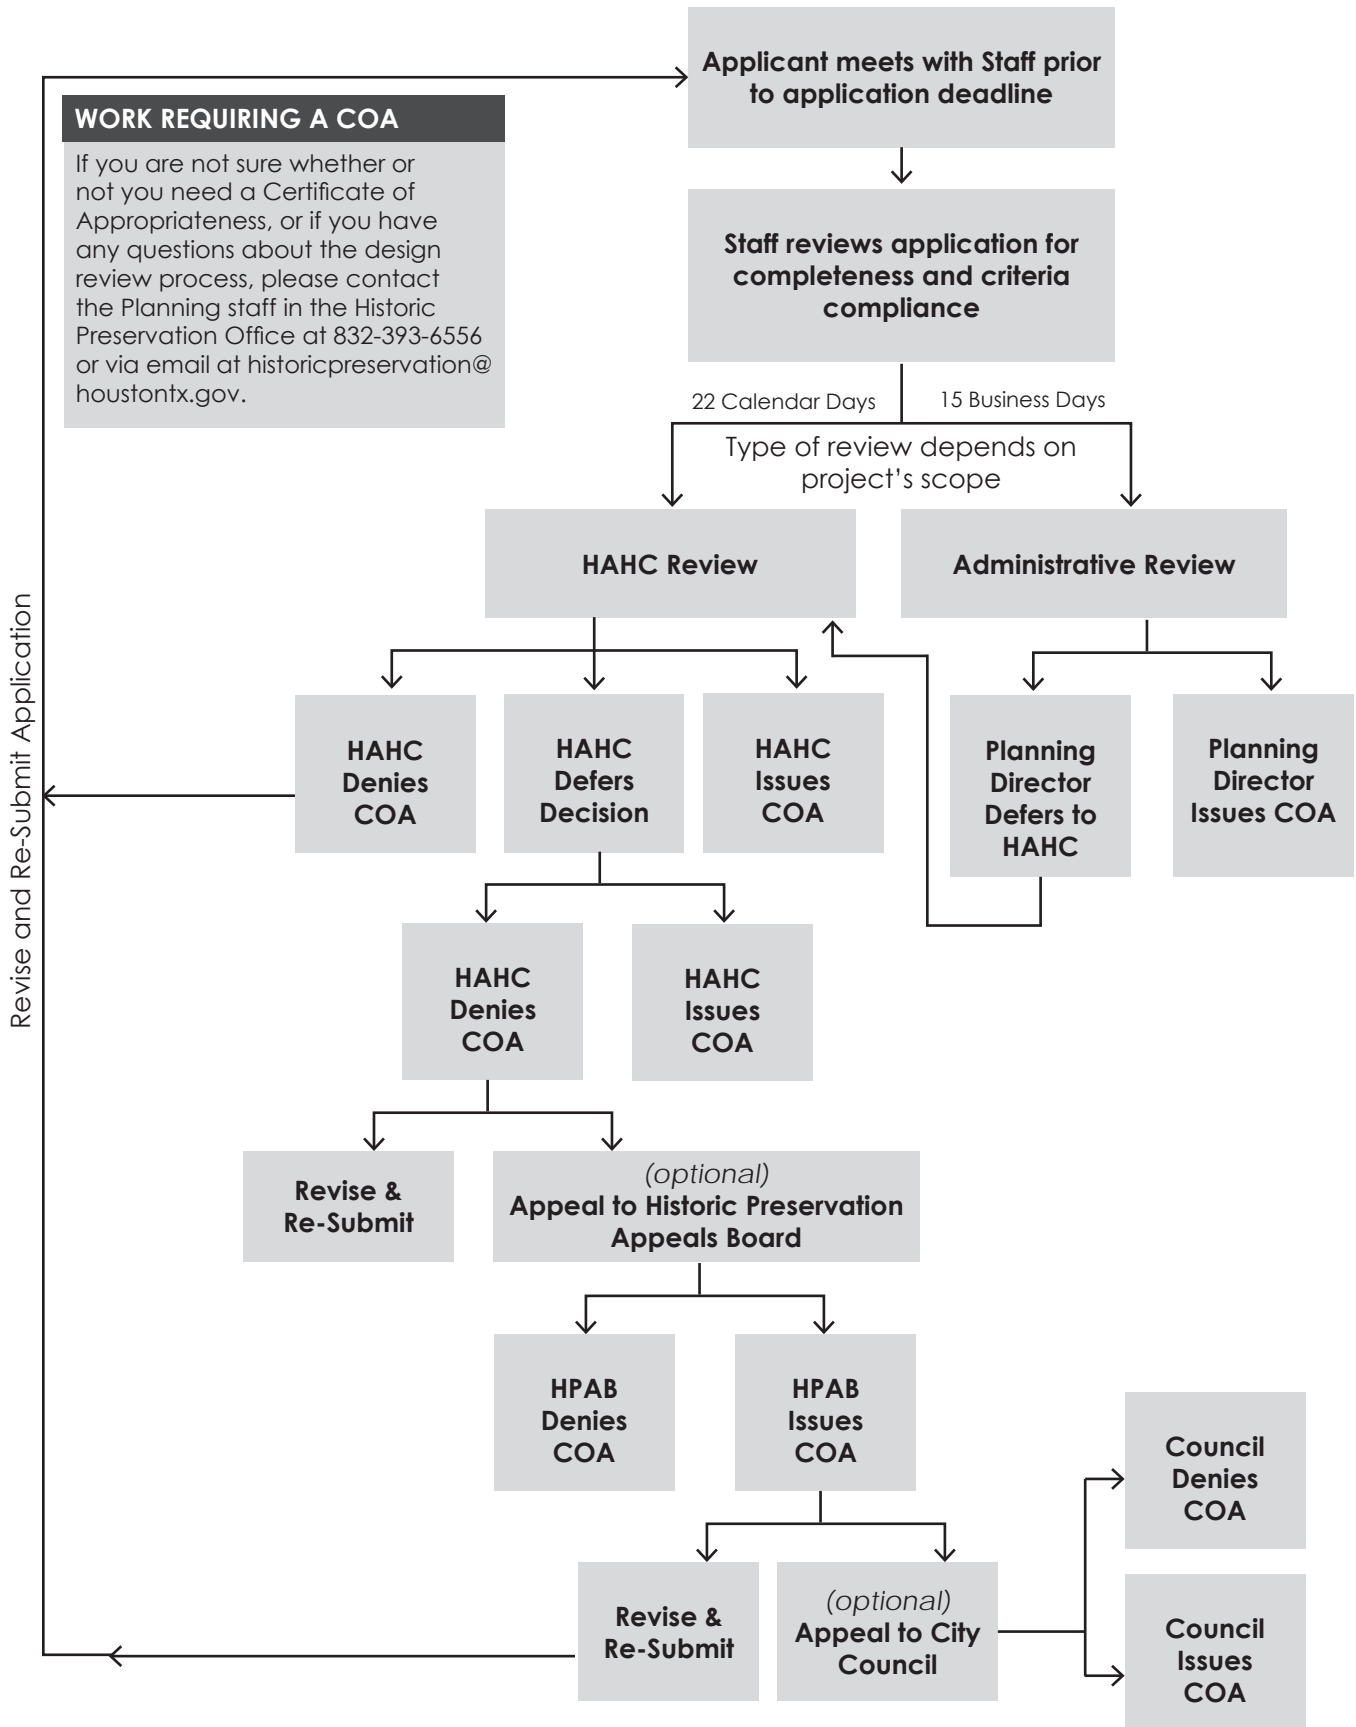 Applicant meets with Staff prior
to application deadline
WORK REQUIRING A COA
If you are not sure whether or
not you need a Certificate of
Appropriateness, or if you have
any questions about the design
review process, please contact
the Planning staff in the Historic
Preservation Office at 832-393-6556
or via email at historicpreservation@
houstontx.gov.
Staff reviews application for
completeness and criteria
compliance
22 Calendar Days
15 Business Days
Type of review depends on
project's scope
HAHC Review
Administrative Review
Revise and Re-Submit Application
HAHC
Denies
COA
HAHC
Defers
Decision
HAHC
Issues
COA
Planning
Director
Defers to
HAHC
Planning
Director
Issues COA
HAHC
Denies
COA
HAHC
Issues
COA
Revise &
Re-Submit
(optional)
Appeal to Historic Preservation
Appeals Board
HPAB
Denies
COA
HPAB
Issues
COA
Council
Denies
COA
Revise &
Re-Submit
(optional)
Appeal to City
Council
Council
Issues
COA